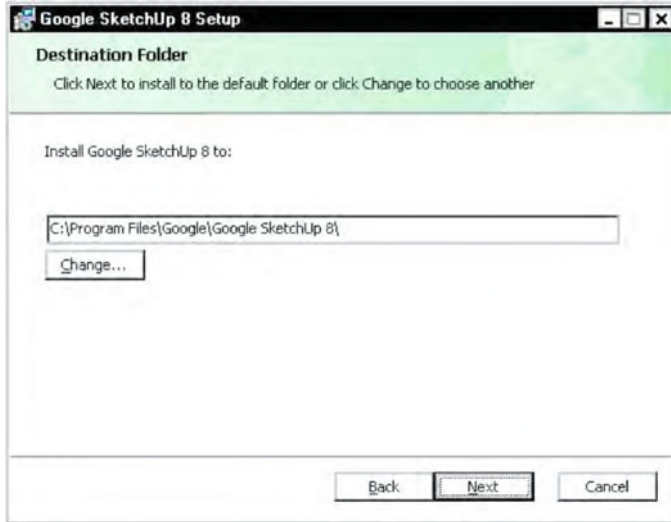 Google SketchUp 8 Setup
Destination Folder
Click Next to install to the default folder or click Change to choose another
Install Google SketchUp 8 to:
C:\Program Files\Google\Google SketchUp 8\
Change...
Back Next Cancel